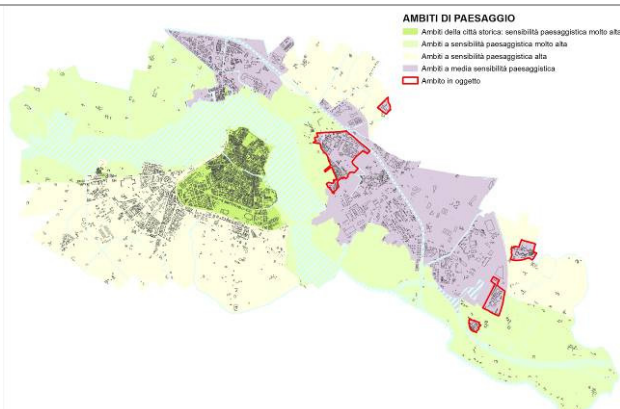 AMBITI DI PAESAGGIO
Ambiti della città storica: sensibilità paesaggistica molto alta
Ambiti a sensibilità paesaggistica molto alta
Ambiti a sensibilità paesaggistica alta
Ambiti a media sensibilità paesaggistica
Ambito in oggetto